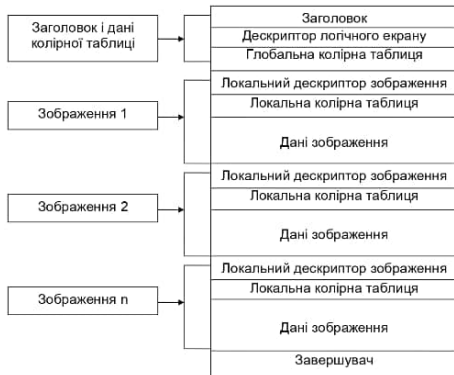 Заголовок і дані
колірної таблиці
Заголовок
Дескриптор логічного екрану
Глобальна колірна таблиця
Зображення 1
Локальний дескриптор зображення
Локальна колірна таблиця
Дані зображення
Зображення 2
Локальний дескриптор зображення
Локальна колірна таблиця
Дані зображення
Зображення n
Локальний дескриптор зображення
Локальна колірна таблиця
Дані зображення
Завершувач